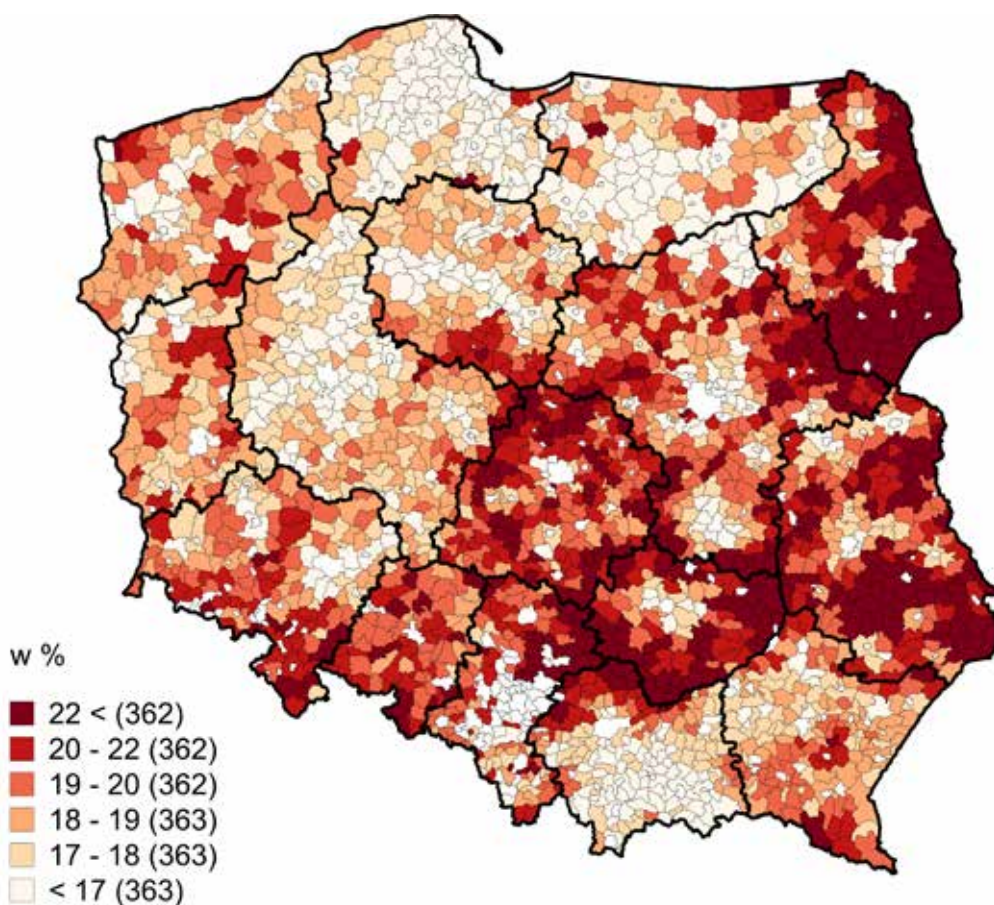 w %
22 < (362)
20 - 22 (362)
19 - 20 (362)
18 - 19 (363)
17 - 18 (363)
< 17 (363)